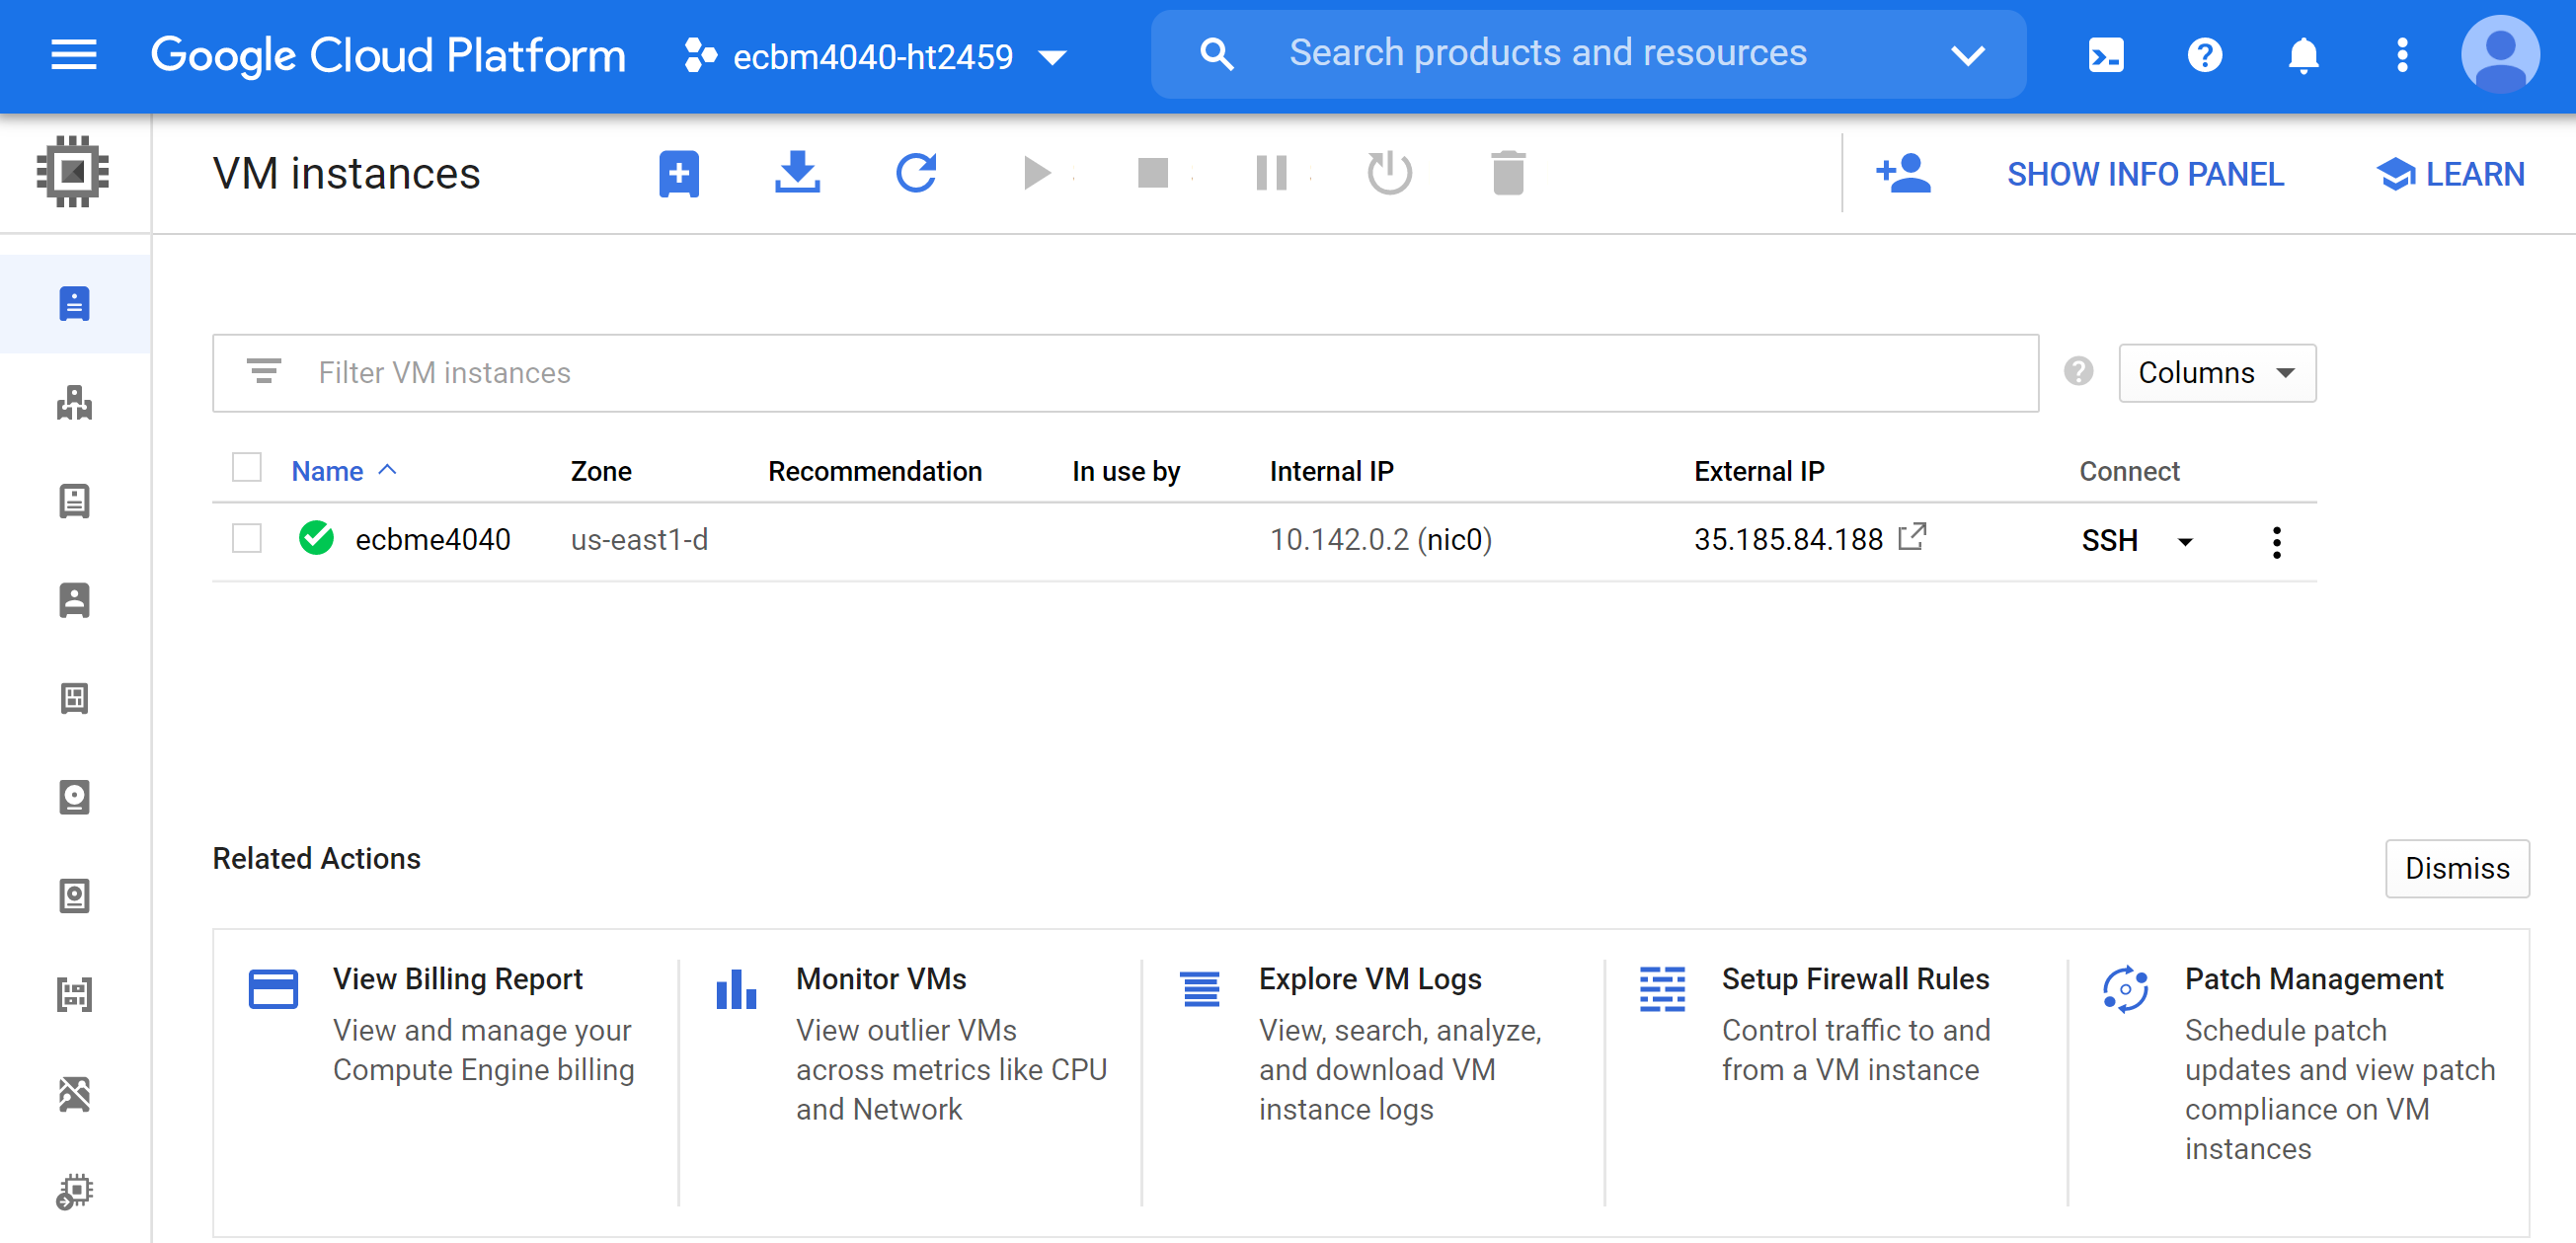 Google Cloud Platform
ecbm4040-ht2459
Search products and resources
VM instances
SHOW INFO PANEL
LEARN
Filter VM instances
Columns
Name Zone Recommendation In use by Internal IP External IP Connect
ecbme4040 us-east1-d 10.142.0.2 (nic0) 35.185.84.188 SSH
Related Actions
Dismiss
View Billing Report
View and manage your
Compute Engine billing
Monitor VMs
View outlier VMs
across metrics like CPU
and Network
Explore VM Logs
View, search, analyze,
and download VM
instance logs
Setup Firewall Rules
Control traffic to and
from a VM instance
Patch Management
Schedule patch
updates and view patch
compliance on VM
instances